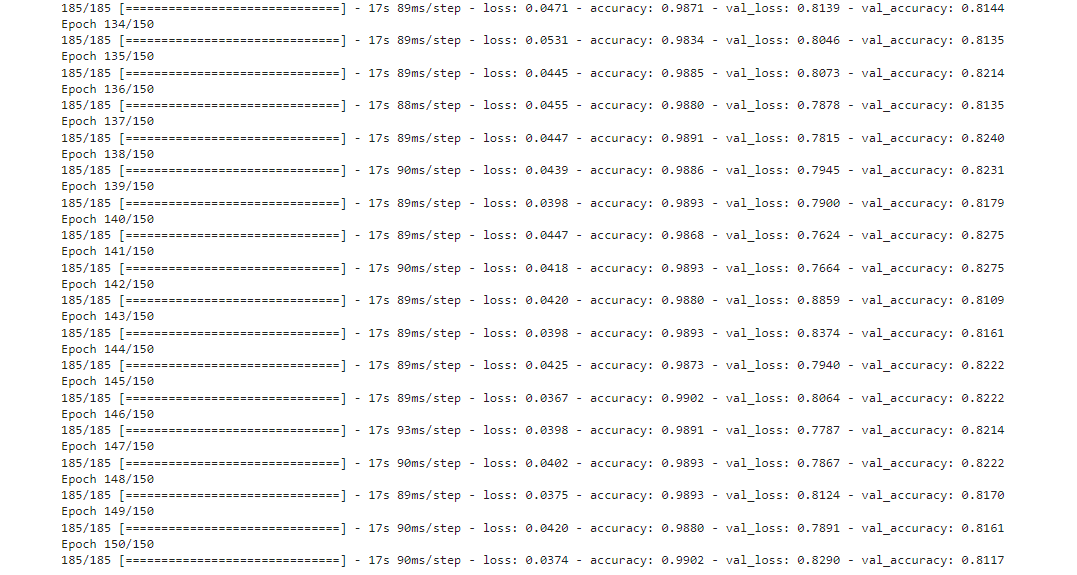 185/185 [==============================] - 17s 89ms/step - loss: 0.0471 - accuracy: 0.9871 - val_loss: 0.8139 - val_accuracy: 0.8144
Epoch 134/150
185/185 [==============================] - 17s 89ms/step - loss: 0.0531 - accuracy: 0.9834 - val_loss: 0.8046 - val_accuracy: 0.8135
Epoch 135/150
185/185 [==============================] - 17s 89ms/step - loss: 0.0445 - accuracy: 0.9885 - val_loss: 0.8073 - val_accuracy: 0.8214
Epoch 136/150
185/185 [==============================] - 17s 88ms/step - loss: 0.0455 - accuracy: 0.9880 - val_loss: 0.7878 - val_accuracy: 0.8135
Epoch 137/150
185/185 [==============================] - 17s 89ms/step - loss: 0.0447 - accuracy: 0.9891 - val_loss: 0.7815 - val_accuracy: 0.8240
Epoch 138/150
185/185 [==============================] - 17s 90ms/step - loss: 0.0439 - accuracy: 0.9886 - val_loss: 0.7945 - val_accuracy: 0.8231
Epoch 139/150
185/185 [==============================] - 17s 89ms/step - loss: 0.0398 - accuracy: 0.9893 - val_loss: 0.7900 - val_accuracy: 0.8179
Epoch 140/150
185/185 [==============================] - 17s 89ms/step - loss: 0.0447 - accuracy: 0.9868 - val_loss: 0.7624 - val_accuracy: 0.8275
Epoch 141/150
185/185 [==============================] - 17s 90ms/step - loss: 0.0418 - accuracy: 0.9893 - val_loss: 0.7664 - val_accuracy: 0.8275
Epoch 142/150
185/185 [==============================] - 17s 89ms/step - loss: 0.0420 - accuracy: 0.9880 - val_loss: 0.8859 - val_accuracy: 0.8109
Epoch 143/150
185/185 [==============================] - 17s 89ms/step - loss: 0.0398 - accuracy: 0.9893 - val_loss: 0.8374 - val_accuracy: 0.8161
Epoch 144/150
185/185 [==============================] - 17s 89ms/step - loss: 0.0425 - accuracy: 0.9873 - val_loss: 0.7940 - val_accuracy: 0.8222
Epoch 145/150
185/185 [==============================] - 17s 89ms/step - loss: 0.0367 - accuracy: 0.9902 - val_loss: 0.8064 - val_accuracy: 0.8222
Epoch 146/150
185/185 [==============================] - 17s 93ms/step - loss: 0.0398 - accuracy: 0.9891 - val_loss: 0.7787 - val_accuracy: 0.8214
Epoch 147/150
185/185 [==============================] - 17s 90ms/step - loss: 0.0402 - accuracy: 0.9893 - val_loss: 0.7867 - val_accuracy: 0.8222
Epoch 148/150
185/185 [==============================] - 17s 89ms/step - loss: 0.0375 - accuracy: 0.9893 - val_loss: 0.8124 - val_accuracy: 0.8170
Epoch 149/150
185/185 [==============================] - 17s 90ms/step - loss: 0.0420 - accuracy: 0.9880 - val_loss: 0.7891 - val_accuracy: 0.8161
Epoch 150/150
185/185 [==============================] - 17s 90ms/step - loss: 0.0374 - accuracy: 0.9902 - val_loss: 0.8290 - val_accuracy: 0.8117